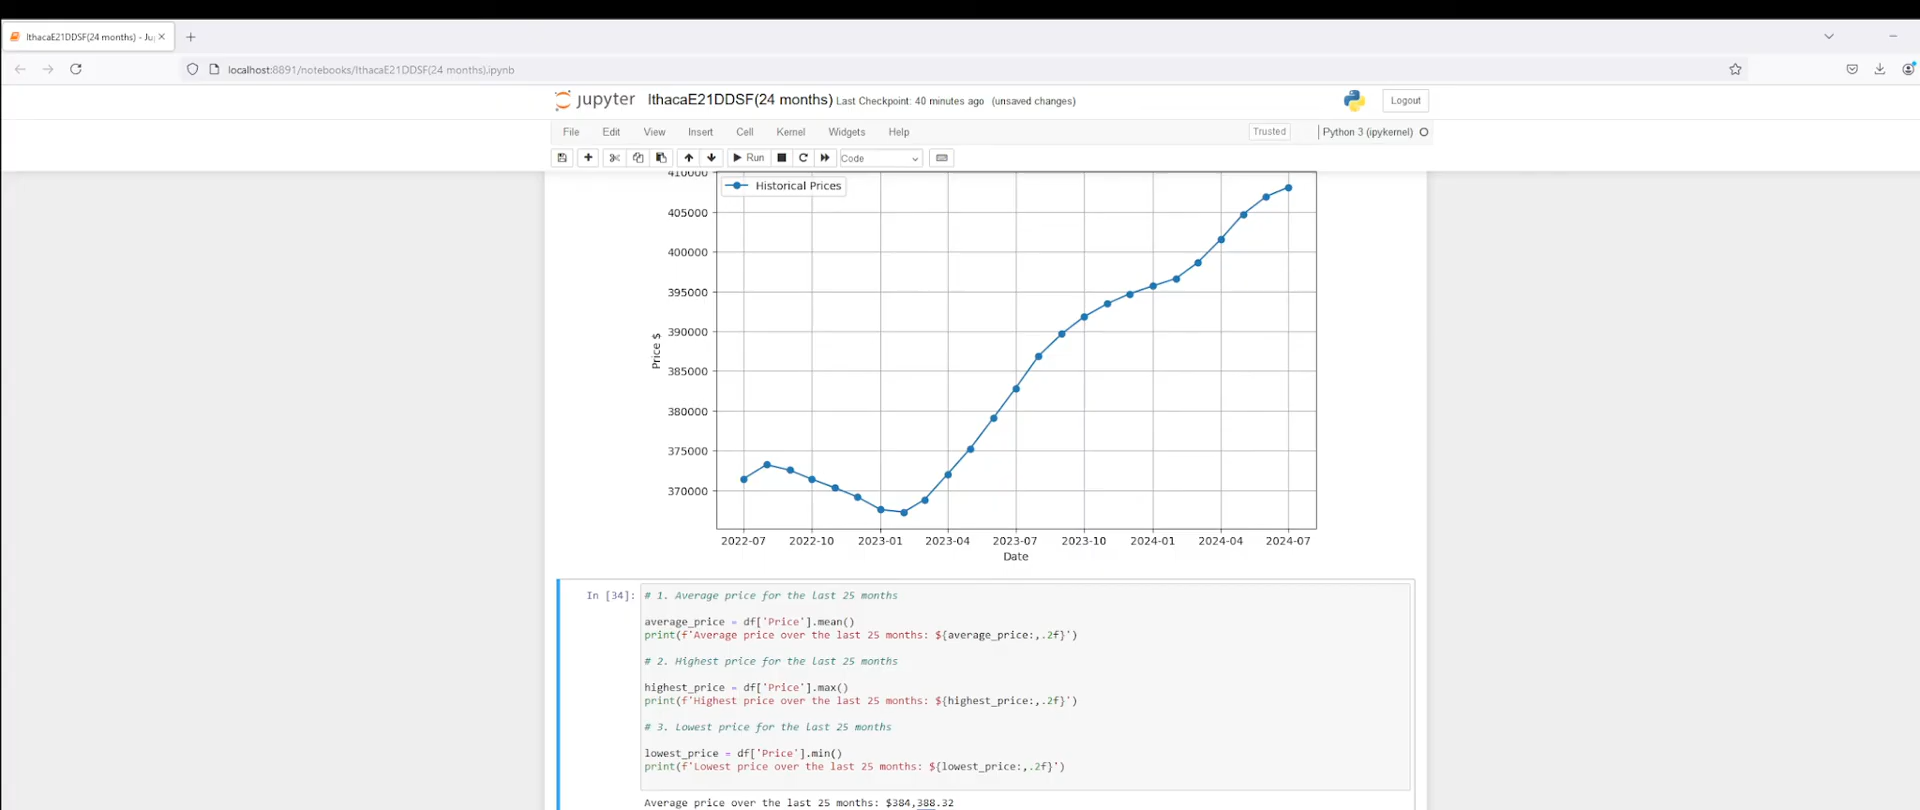 IthacaE21DDSF(24 months) - Ju
localhost:8891/notebooks/IthacaE21DDSF(24 months).ipynb
jupyter IthacaE21DDSF(24 months) Last Checkpoint: 40 minutes ago (unsaved changes)
Logout
File Edit View Insert Cell Kernel Widgets Help
Trusted
Python 3 (ipykernel)
Run
Code
410000
Historical Prices
405000
400000
395000
390000
385000
380000
375000
370000
Price $
2022-07 2022-10 2023-01 2023-04 2023-07 2023-10 2024-01 2024-04 2024-07
Date
In [34]:
# 1. Average price for the last 25 months
average_price = df['Price'].mean()
print(f'Average price over the last 25 months: ${average_price:,.2f}')
# 2. Highest price for the last 25 months
highest_price = df['Price'].max()
print(f'Highest price over the last 25 months: ${highest_price:,.2f}')
# 3. Lowest price for the last 25 months
lowest_price = df['Price'].min()
print(f'Lowest price over the last 25 months: ${lowest_price:,.2f}')
Average price over the last 25 months: $384,388.32